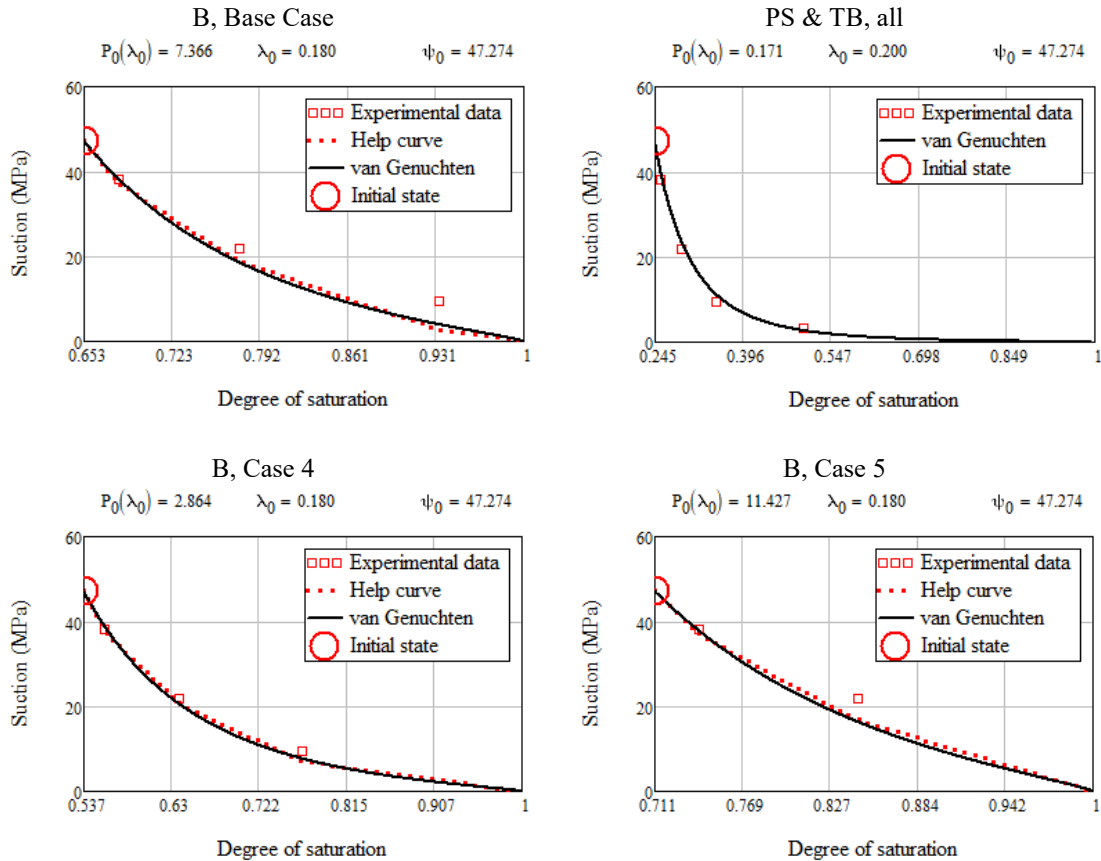 B, Base Case
P0(λ0) = 7.366 λ0 = 0.180 ψ0 = 47.274
60
40
20
0
Suction (MPa)
Experimental data
Help curve
van Genuchten
Initial state
0.653 0.723 0.792 0.861 0.931 1
Degree of saturation
PS & TB, all
P0(λ0) = 0.171 λ0 = 0.200 ψ0 = 47.274
60
40
20
0
Suction (MPa)
Experimental data
van Genuchten
Initial state
0.245 0.396 0.547 0.698 0.849 1
Degree of saturation
B, Case 4
P0(λ0) = 2.864 λ0 = 0.180 ψ0 = 47.274
60
40
20
0
Suction (MPa)
Experimental data
Help curve
van Genuchten
Initial state
0.537 0.63 0.722 0.815 0.907 1
Degree of saturation
B, Case 5
P0(λ0) = 11.427 λ0 = 0.180 ψ0 = 47.274
60
40
20
0
Suction (MPa)
Experimental data
Help curve
van Genuchten
Initial state
0.711 0.769 0.827 0.884 0.942 1
Degree of saturation